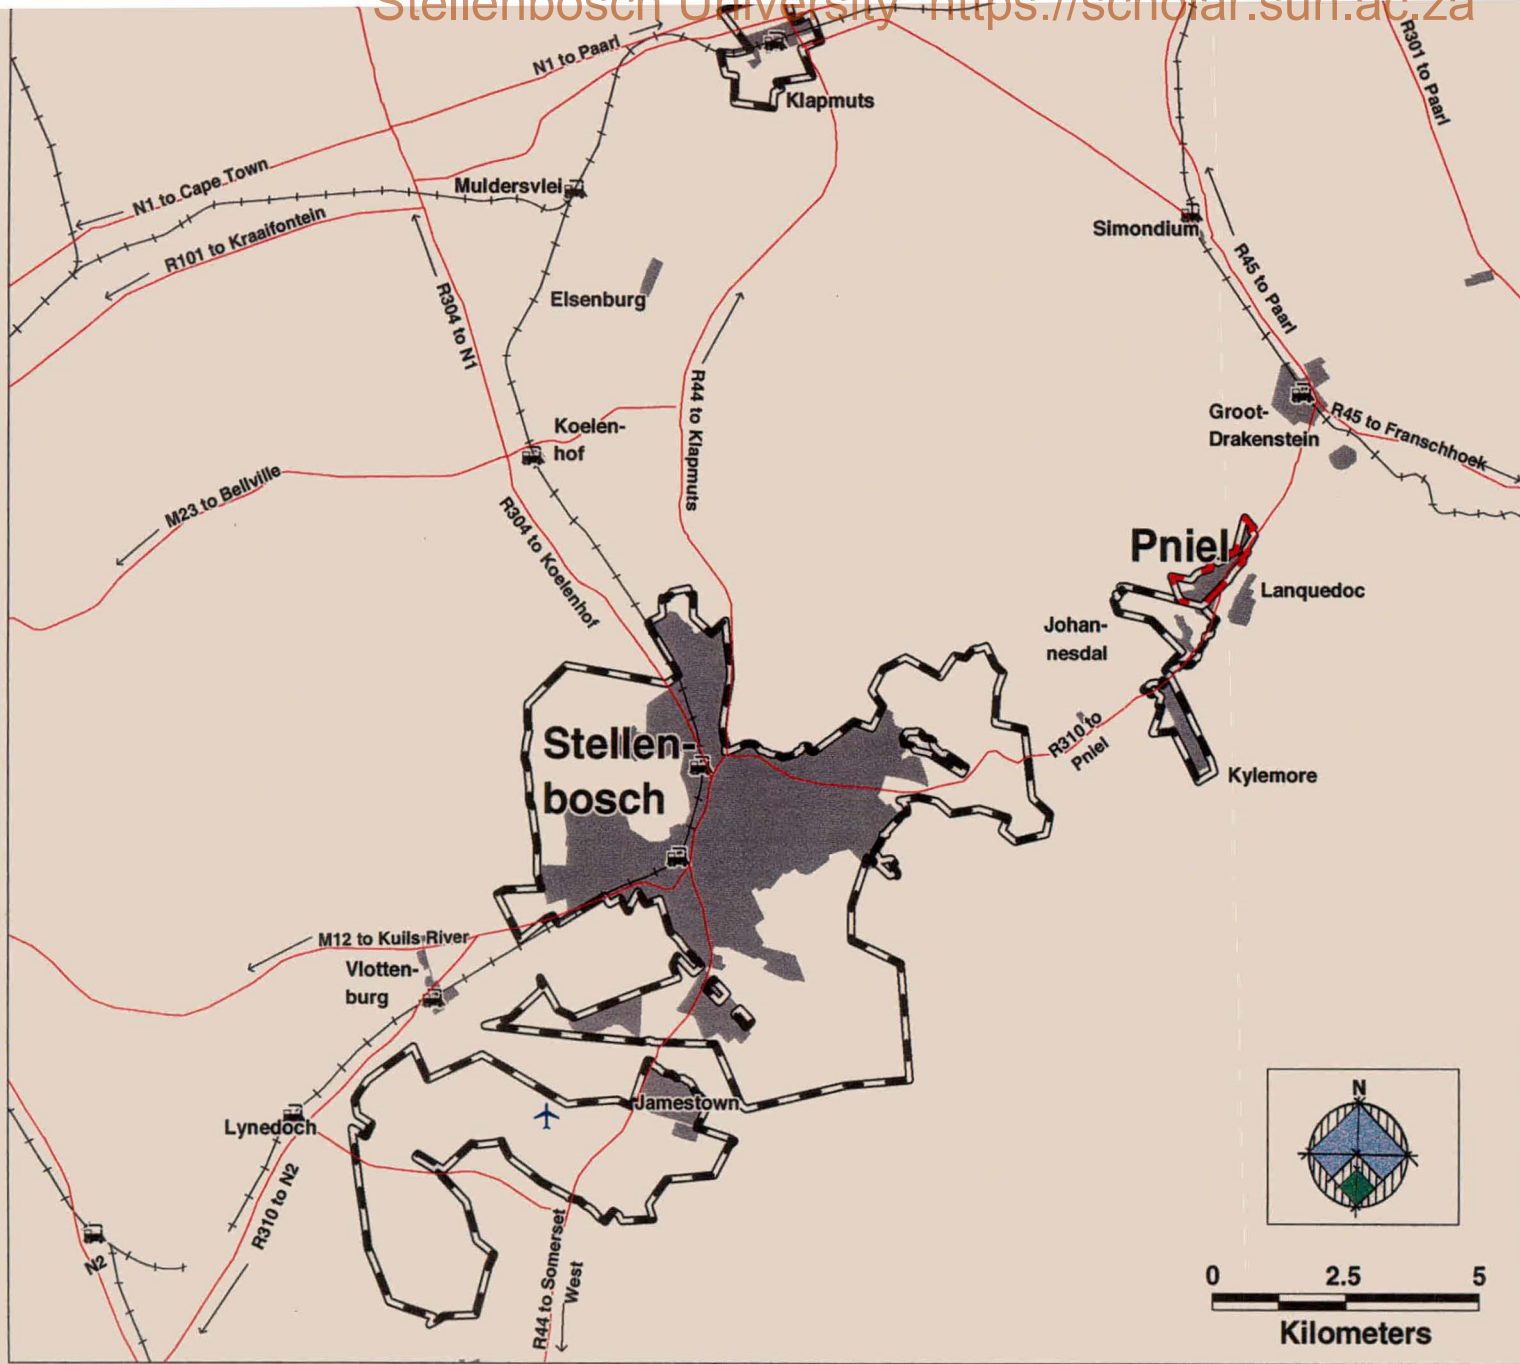 Stellenbosch University https://scholar.sun.ac.za
N1 to Paarl
R301 to Paarl
Klapmuts
N1 to Cape Town
Muldersvlei
R101 to Kraaifontein
Simondium
R45 to Paarl
Elsenburg
R304 to N1
R44 to Klapmuts
Koelen-
hof
Groot-
Drakenstein
R45 to Franschhoek
M23 to Bellville
R304 to Koelenhof
Pniel
Lanquedoc
Johan-
nesdal
Stellen-
bosch
R310 to
Pniel
Kylemore
M12 to Kuils River
Vlotten-
burg
Jamestown
Lynedoch
N
R310 to N2
N2
R44 to Somerset
West
0 2.5 5
Kilometers